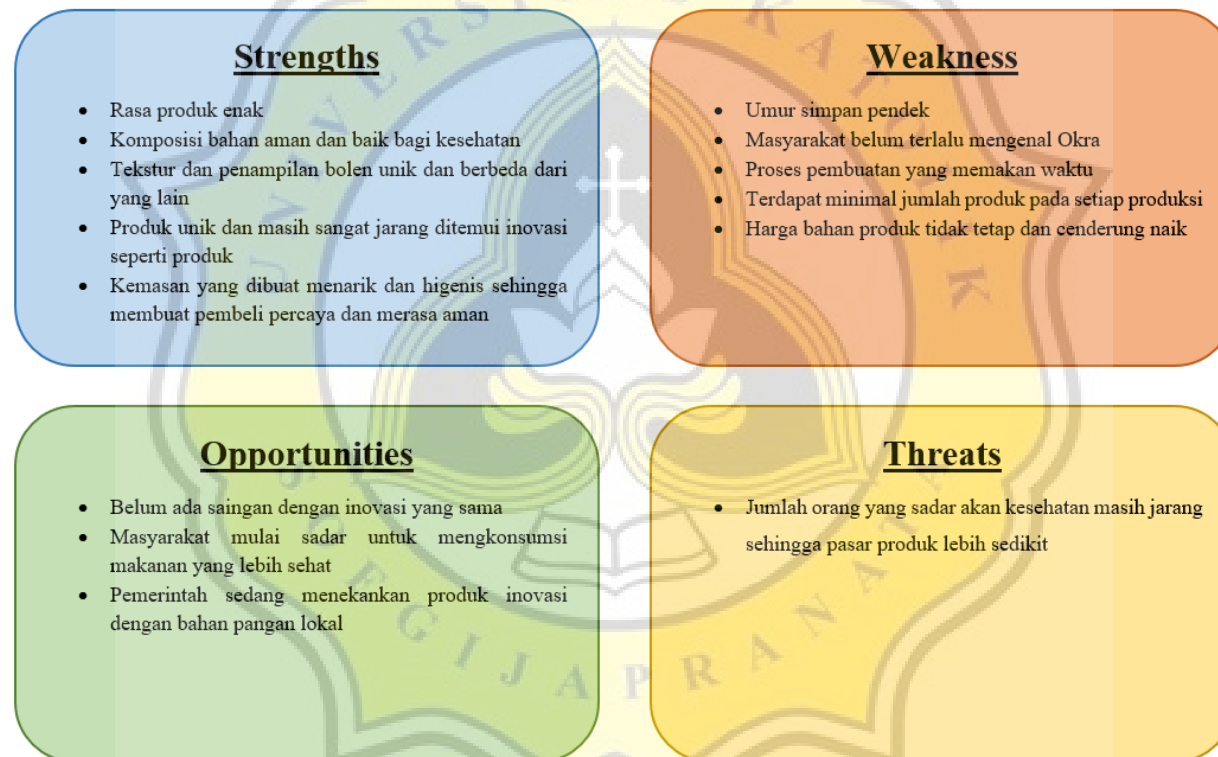 Strengths
• Rasa produk enak
• Komposisi bahan aman dan baik bagi kesehatan
• Tekstur dan penampilan bolen unik dan berbeda dari
yang lain
• Produk unik dan masih sangat jarang ditemui inovasi
seperti produk
• Kemasan yang dibuat menarik dan higenis sehingga
membuat pembeli percaya dan merasa aman
Weakness
• Umur simpan pendek
• Masyarakat belum terlalu mengenal Okra
• Proses pembuatan yang memakan waktu
• Terdapat minimal jumlah produk pada setiap produksi
• Harga bahan produk tidak tetap dan cenderung naik
Opportunities
• Belum ada saingan dengan inovasi yang sama
• Masyarakat mulai sadar untuk mengkonsumsi
makanan yang lebih sehat
• Pemerintah sedang menekankan produk inovasi
dengan bahan pangan lokal
Threats
• Jumlah orang yang sadar akan kesehatan masih jarang
sehingga pasar produk lebih sedikit